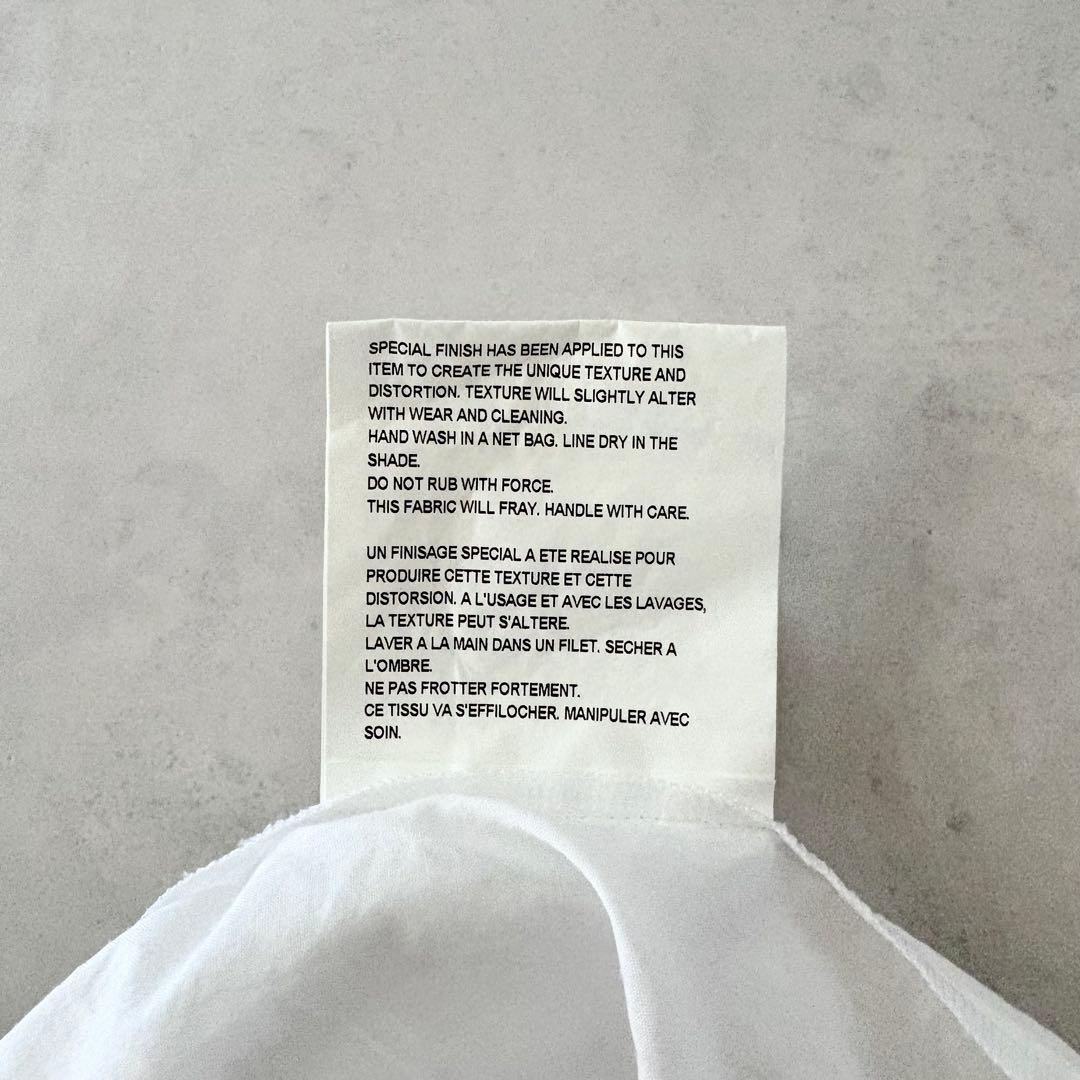 SPECIAL FINISH HAS BEEN APPLIED TO THIS
ITEM TO CREATE THE UNIQUE TEXTURE AND
DISTORTION. TEXTURE WILL SLIGHTLY ALTER
WITH WEAR AND CLEANING.
HAND WASH IN A NET BAG. LINE DRY IN THE
SHADE.
DO NOT RUB WITH FORCE.
THIS FABRIC WILL FRAY. HANDLE WITH CARE.
UN FINISAGE SPECIAL A ETE REALISE POUR
PRODUIRE CETTE TEXTURE ET CETTE
DISTORSION. A L'USAGE ET AVEC LES LAVAGES,
LA TEXTURE PEUT S'ALTERE.
LAVER A LA MAIN DANS UN FILET. SECHER A
L'OMBRE.
NE PAS FROTTER FORTEMENT.
CE TISSU VA S'EFFILOCHER. MANIPULER AVEC
SOIN.